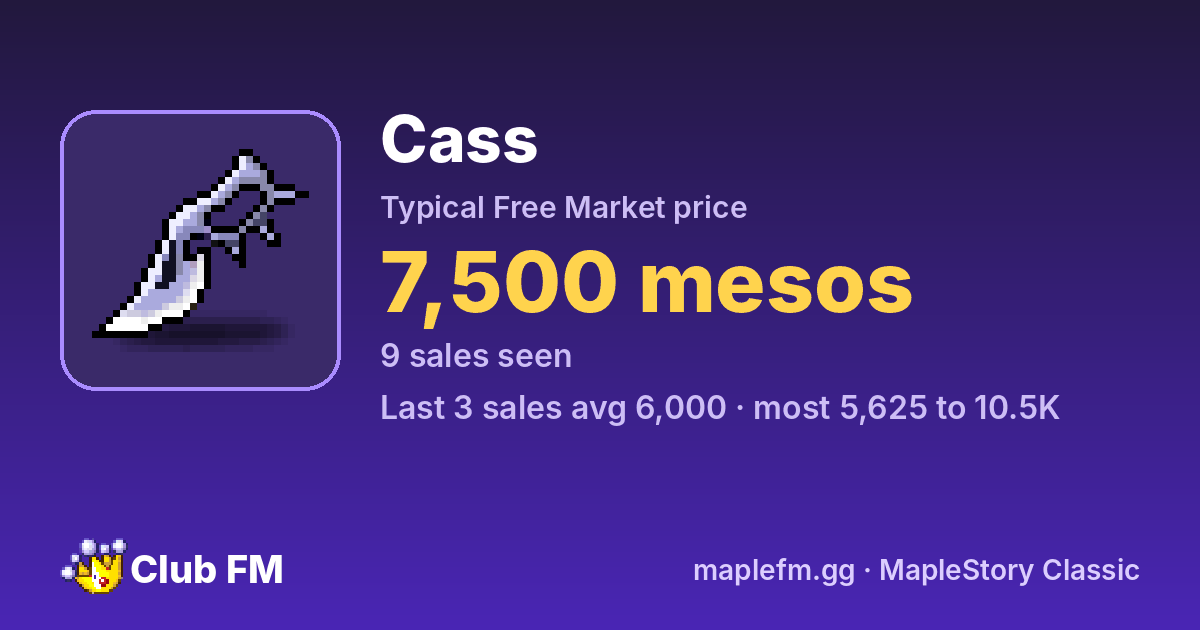 Cass
Typical Free Market price
7,500 mesos
9 sales seen
Last 3 sales avg 6,000 · most 5,625 to 10.5K
Club FM
maplefm.gg · MapleStory Classic